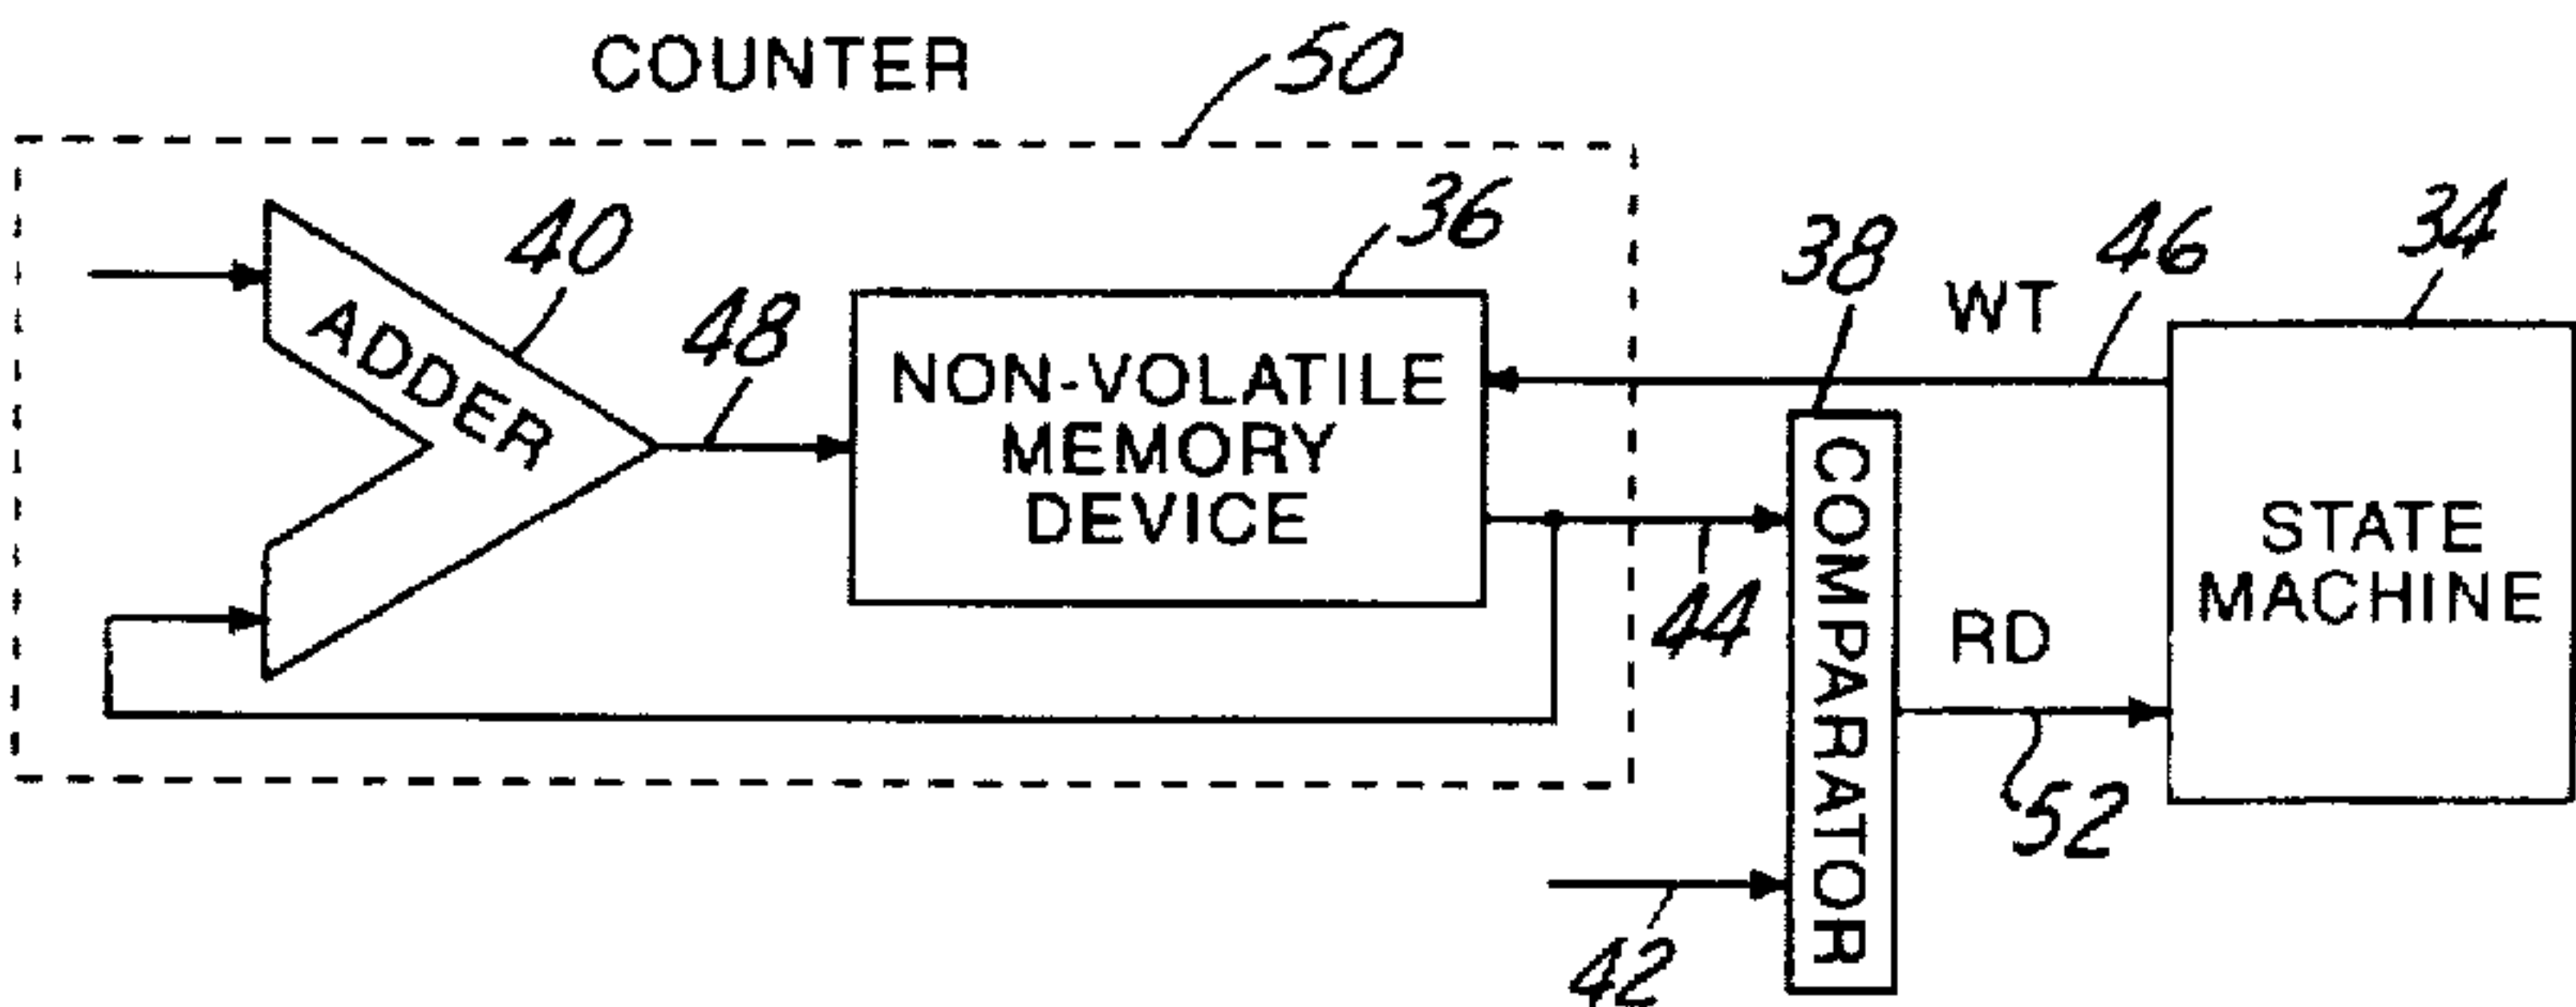 COUNTER
50
40
ADDER
48
36
NON-VOLATILE
MEMORY
DEVICE
44
38
COMPARATOR
42
WT
46
RD
52
34
STATE
MACHINE